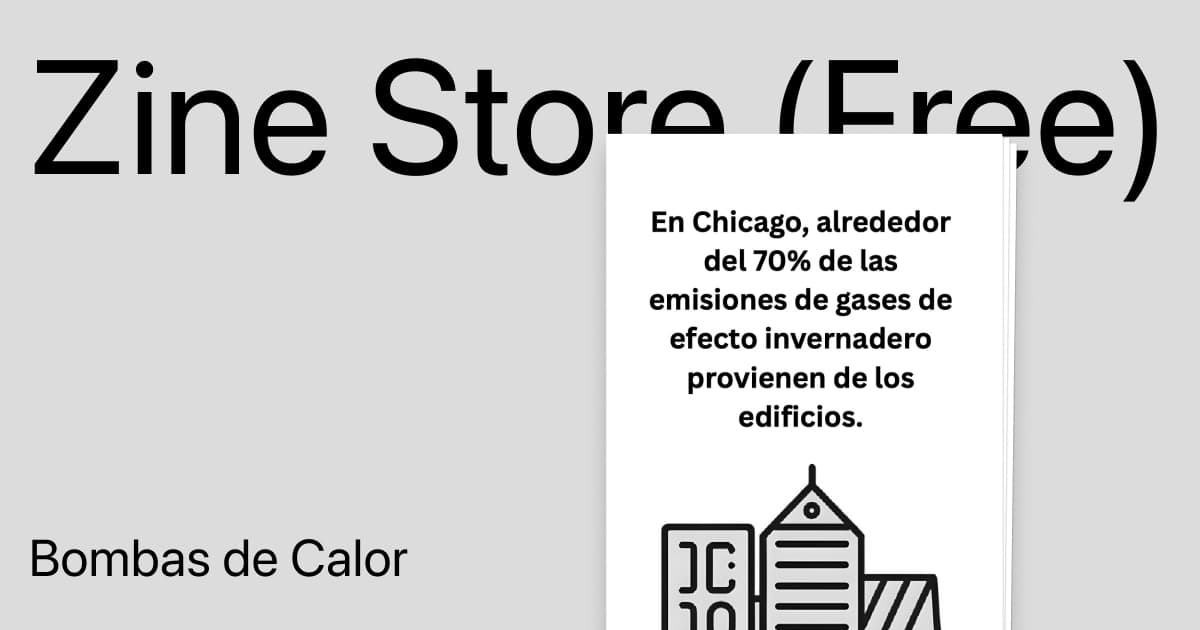 Zine Store (Free)
En Chicago, alrededor
del 70% de las
emisiones de gases de
efecto invernadero
provienen de los
edificios.
Bombas de Calor